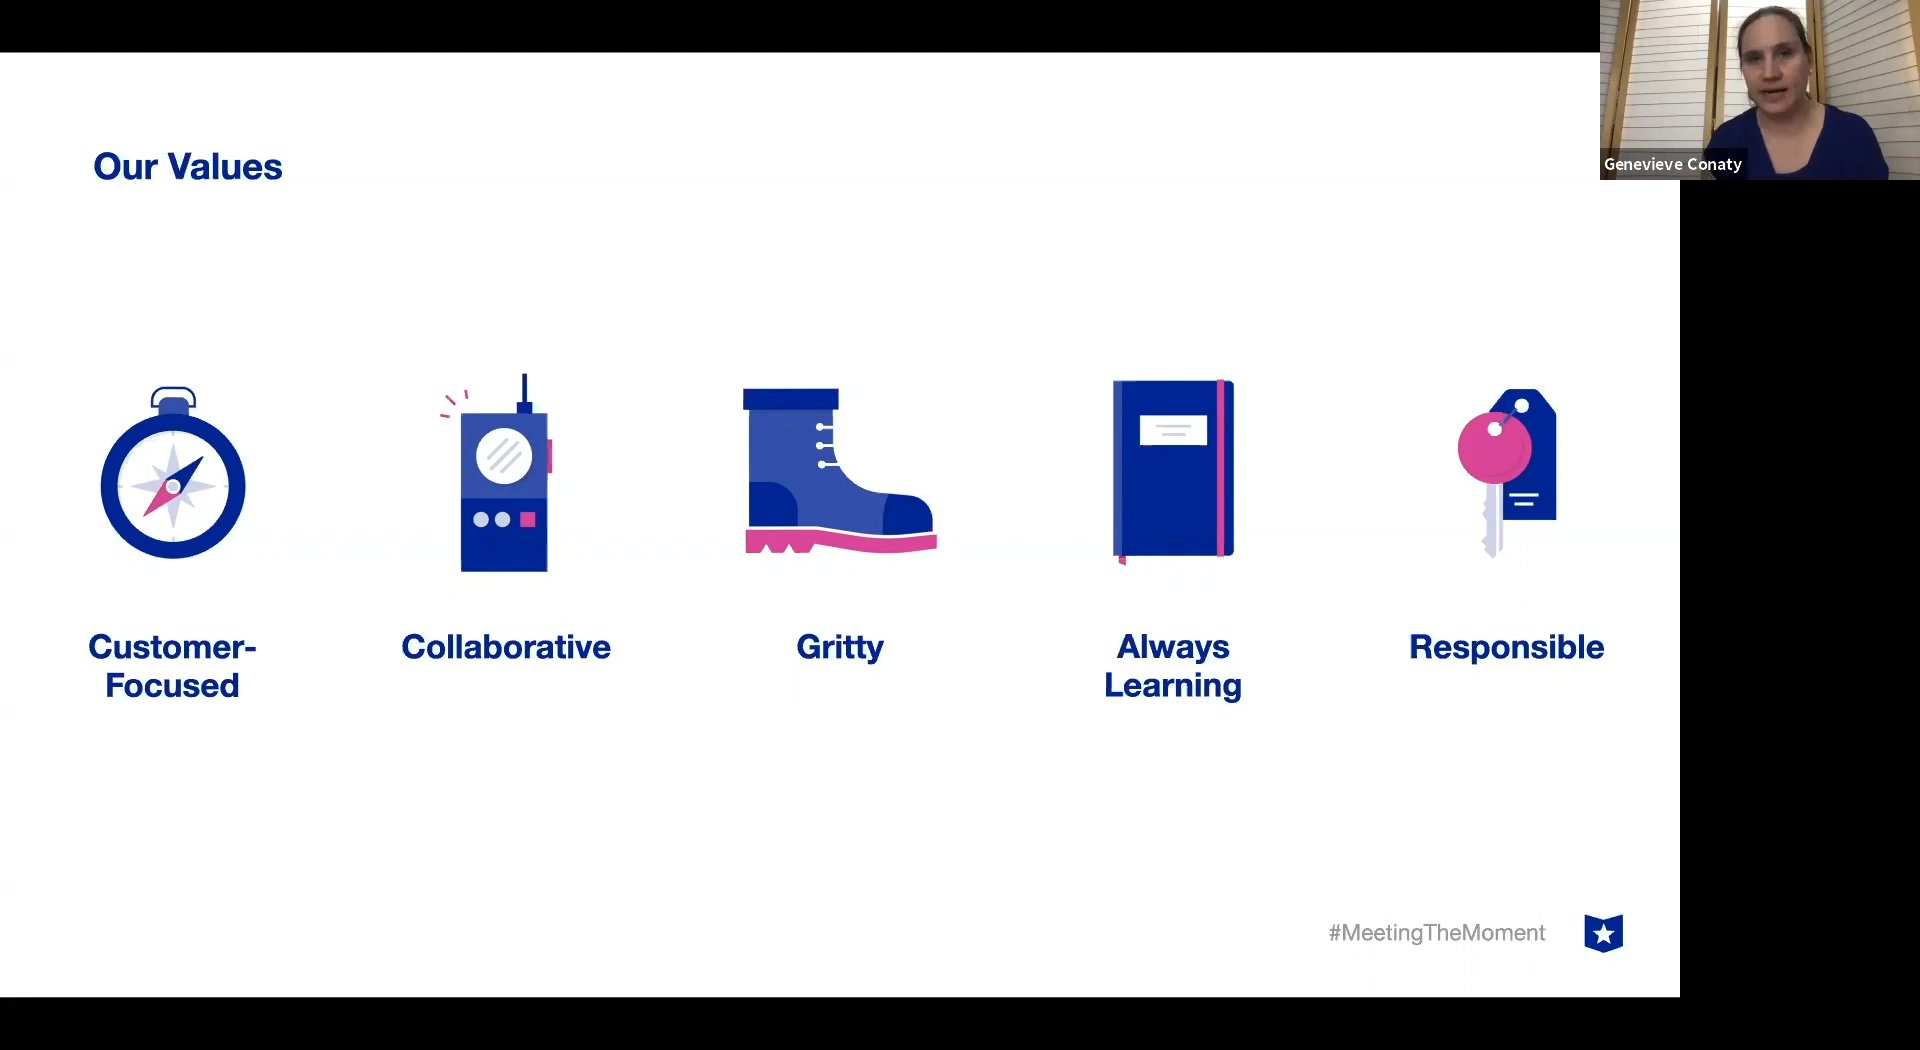 Our Values
Genevieve Conaty
Customer-
Focused
Collaborative
Gritty
Always
Learning
Responsible
#MeetingTheMoment